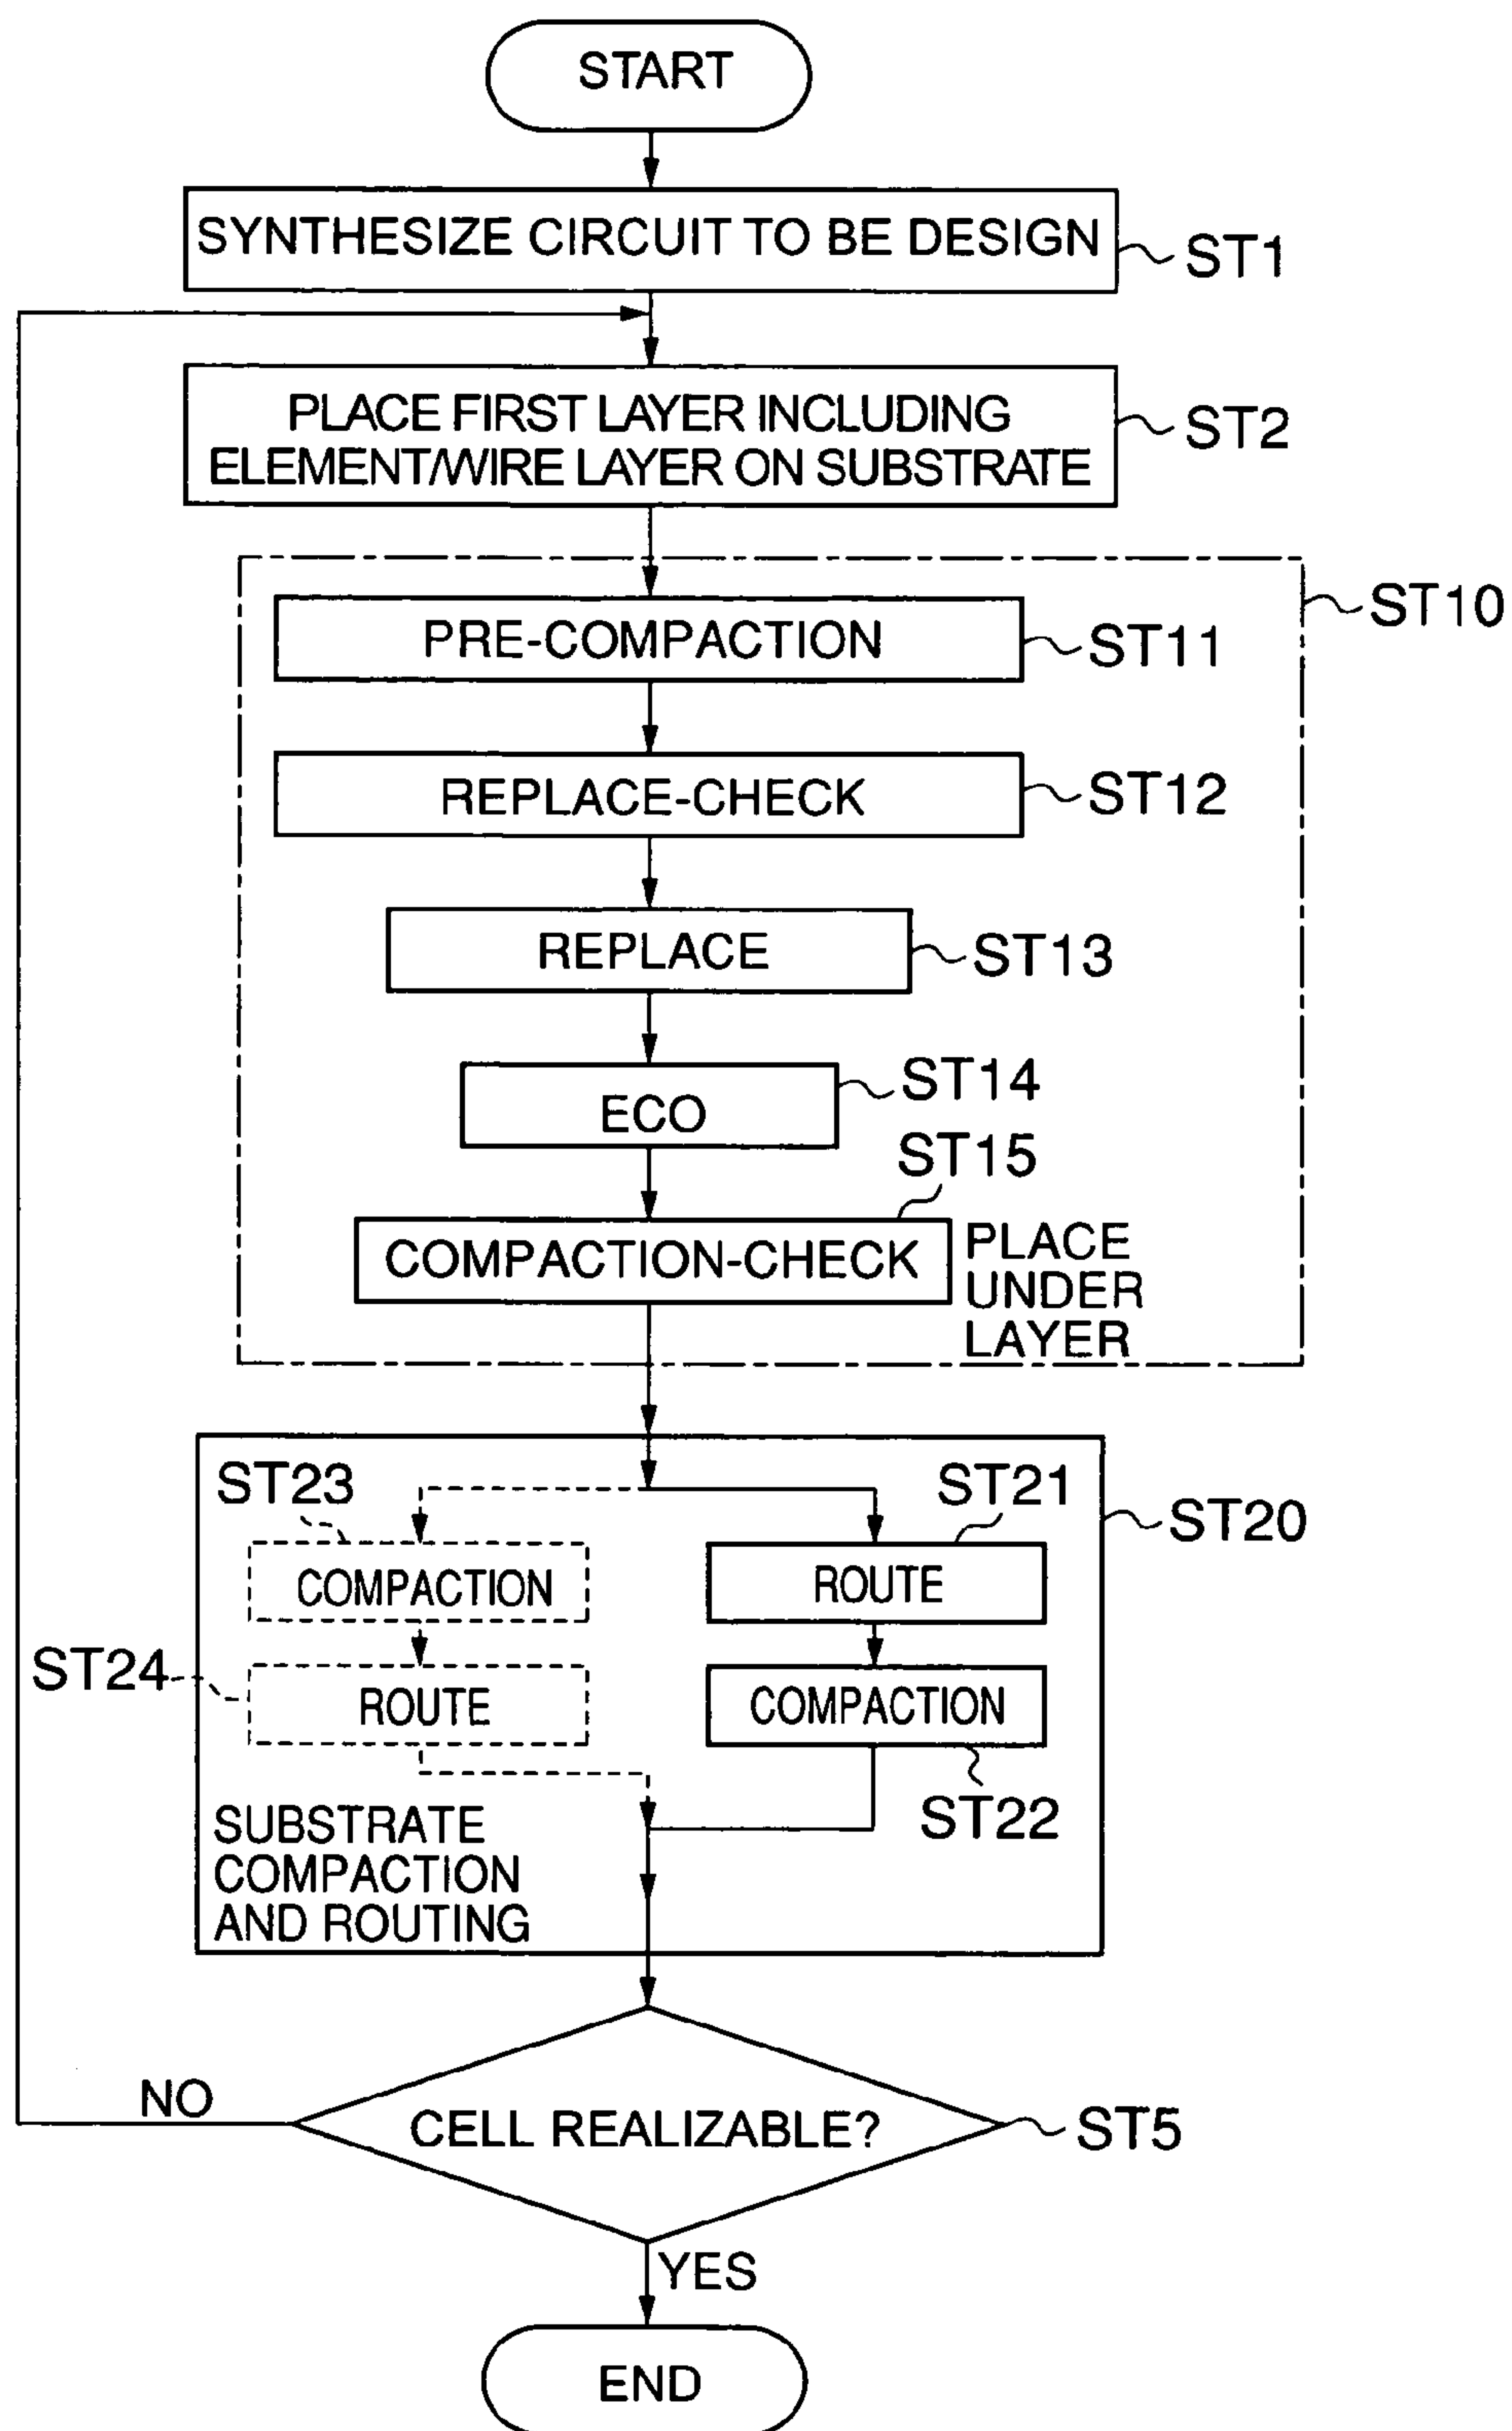 START
SYNTHESIZE CIRCUIT TO BE DESIGN
ST1
PLACE FIRST LAYER INCLUDING
ELEMENT/WIRE LAYER ON SUBSTRATE
ST2
ST10
PRE-COMPACTION
ST11
REPLACE-CHECK
ST12
REPLACE
ST13
ECO
ST14
ST15
COMPACTION-CHECK
PLACE
UNDER
LAYER
ST23
ST21
ST20
COMPACTION
ROUTE
ST24
ROUTE
COMPACTION
ST22
SUBSTRATE
COMPACTION
AND ROUTING
NO
CELL REALIZABLE?
ST5
YES
END